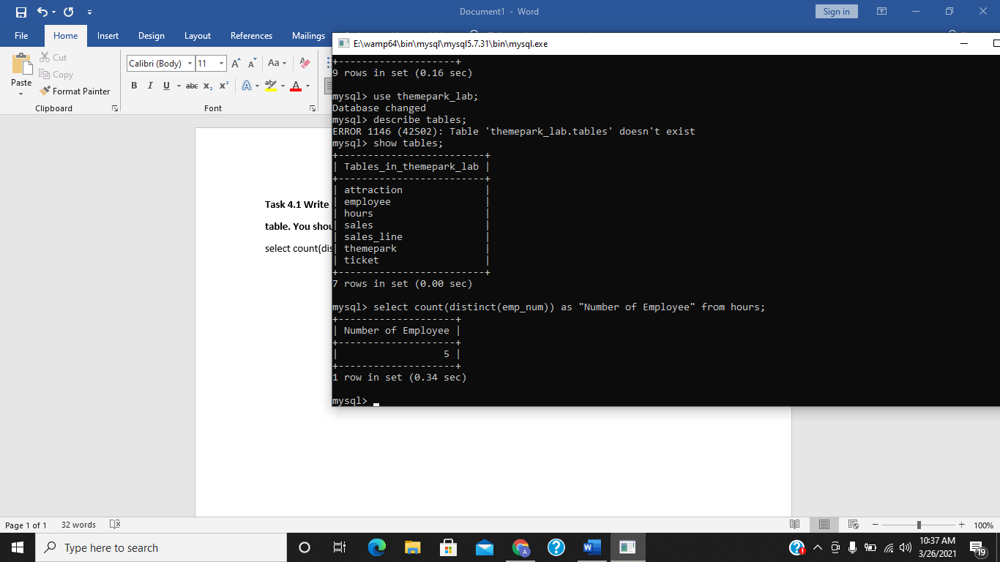 Document1 - Word
Sign in
File Home Insert Design Layout References Mailings
E:\wamp64\bin\mysql\mysql5.7.31\bin\mysql.exe
Cut
Copy
Paste
Format Painter
Clipboard
Calibri (Body) 11
Aa
B I U abc X₂ X²
Font
Task 4.1 Write
table. You shou
select count(dis
+--------------------+
9 rows in set (0.16 sec)
mysql> use themepark_lab;
Database changed
mysql> describe tables;
ERROR 1146 (42S02): Table 'themepark_lab.tables' doesn't exist
mysql> show tables;
+-------------------------+
| Tables_in_themepark_lab |
+-------------------------+
| attraction |
| employee |
| hours |
| sales |
| sales_line |
| themepark |
| ticket |
+-------------------------+
7 rows in set (0.00 sec)
mysql> select count(distinct(emp_num)) as "Number of Employee" from hours;
+--------------------+
| Number of Employee |
+--------------------+
| 5 |
+--------------------+
1 row in set (0.34 sec)
mysql>
Page 1 of 1 32 words
100%
Type here to search
10:37 AM
3/26/2021
19